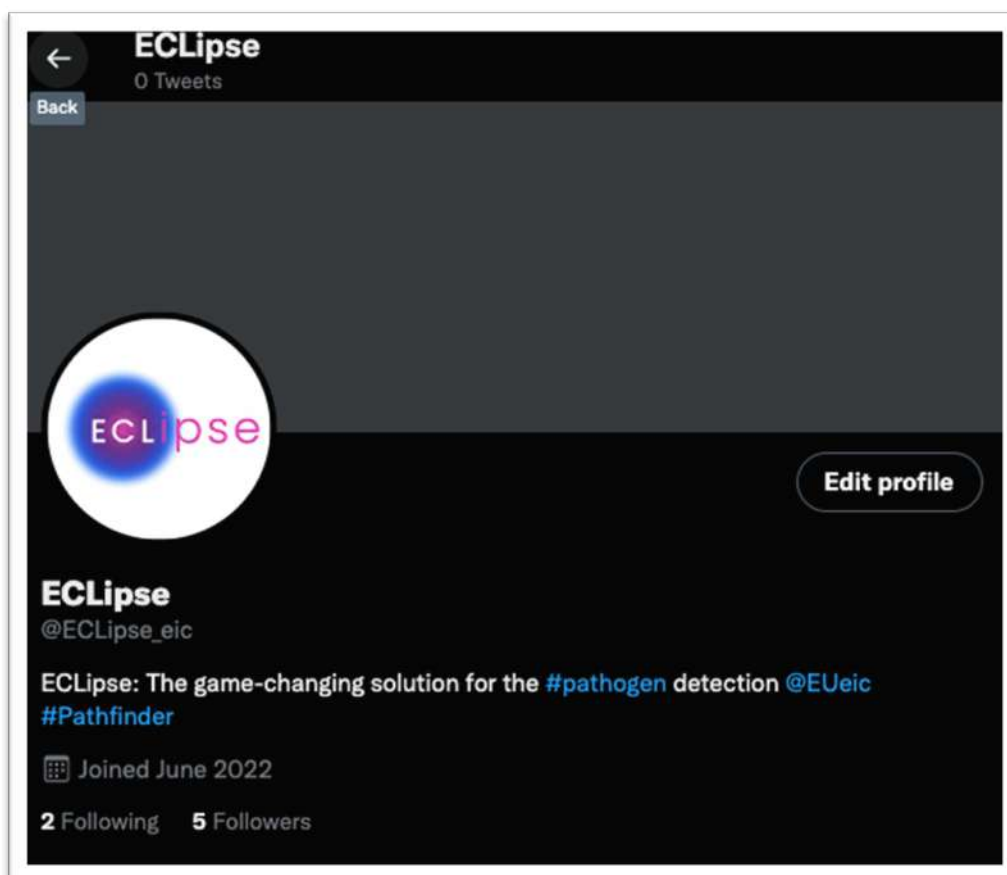 ECLipse
0 Tweets
Back
ECLipse
Edit profile
ECLipse
@ECLipse_eic
ECLipse: The game-changing solution for the #pathogen detection @EUeic
#Pathfinder
Joined June 2022
2 Following 5 Followers